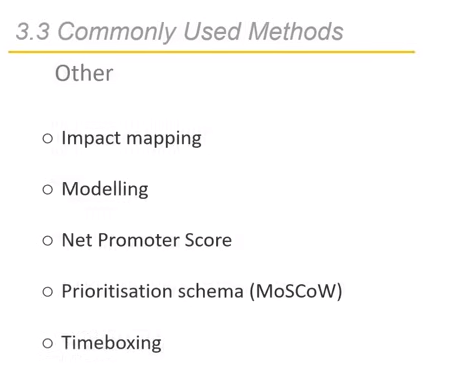 3.3 Commonly Used Methods
Other
○ Impact mapping
○ Modelling
○ Net Promoter Score
○ Prioritisation schema (MoSCoW)
○ Timeboxing